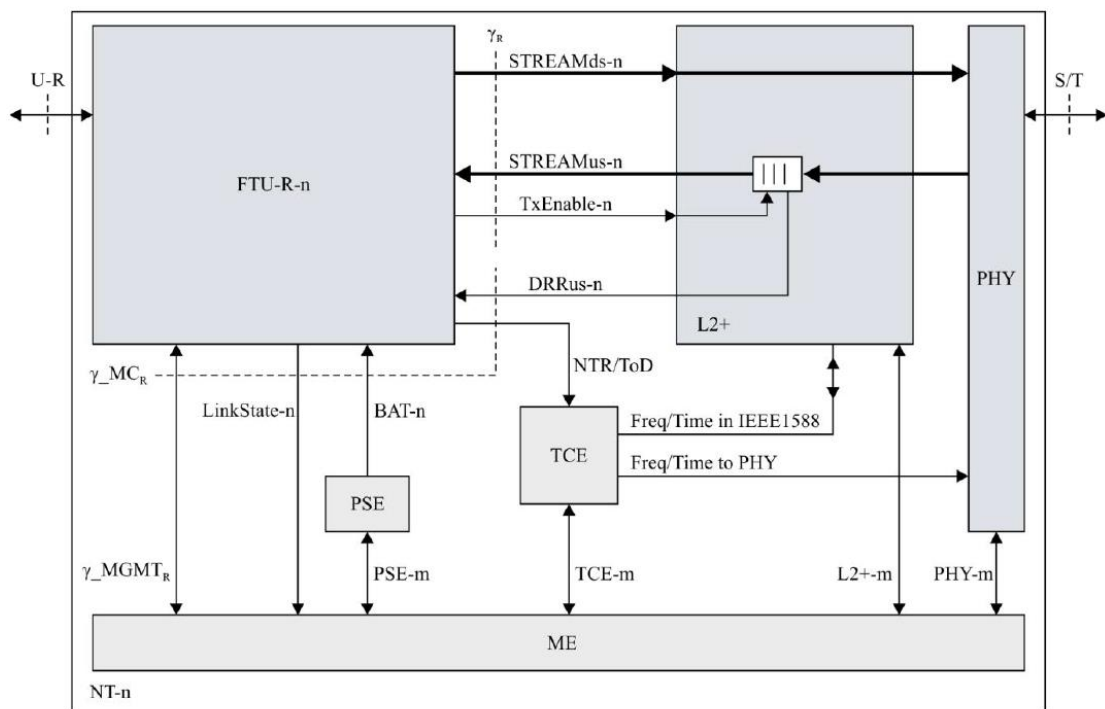 γR
STREAMds-n
U-R
S/T
STREAMus-n
FTU-R-n
TxEnable-n
PHY
DRRus-n
L2+
NTR/ToD
γ_MCR
LinkState-n
BAT-n
Freq/Time in IEEE1588
TCE
Freq/Time to PHY
PSE
γ_MGMTR
PSE-m
TCE-m
L2+-m
PHY-m
ME
NT-n